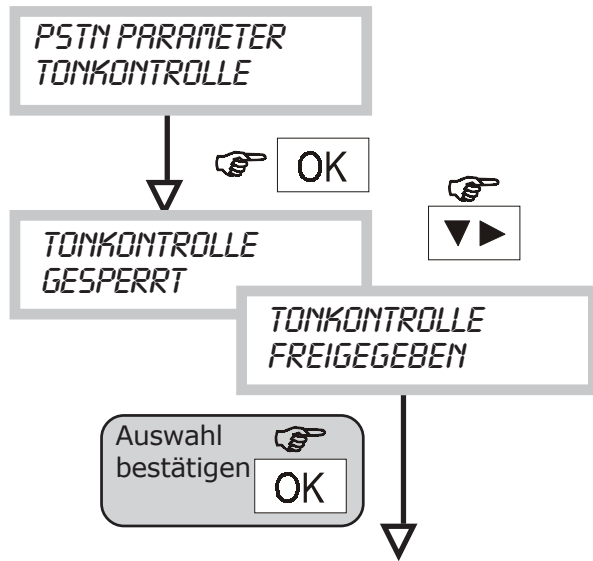 PSTN PARAMETER
TONKONTROLLE
OK
TONKONTROLLE
GESPERRT
▼►
TONKONTROLLE
FREIGEGEBEN
Auswahl
bestätigen
OK